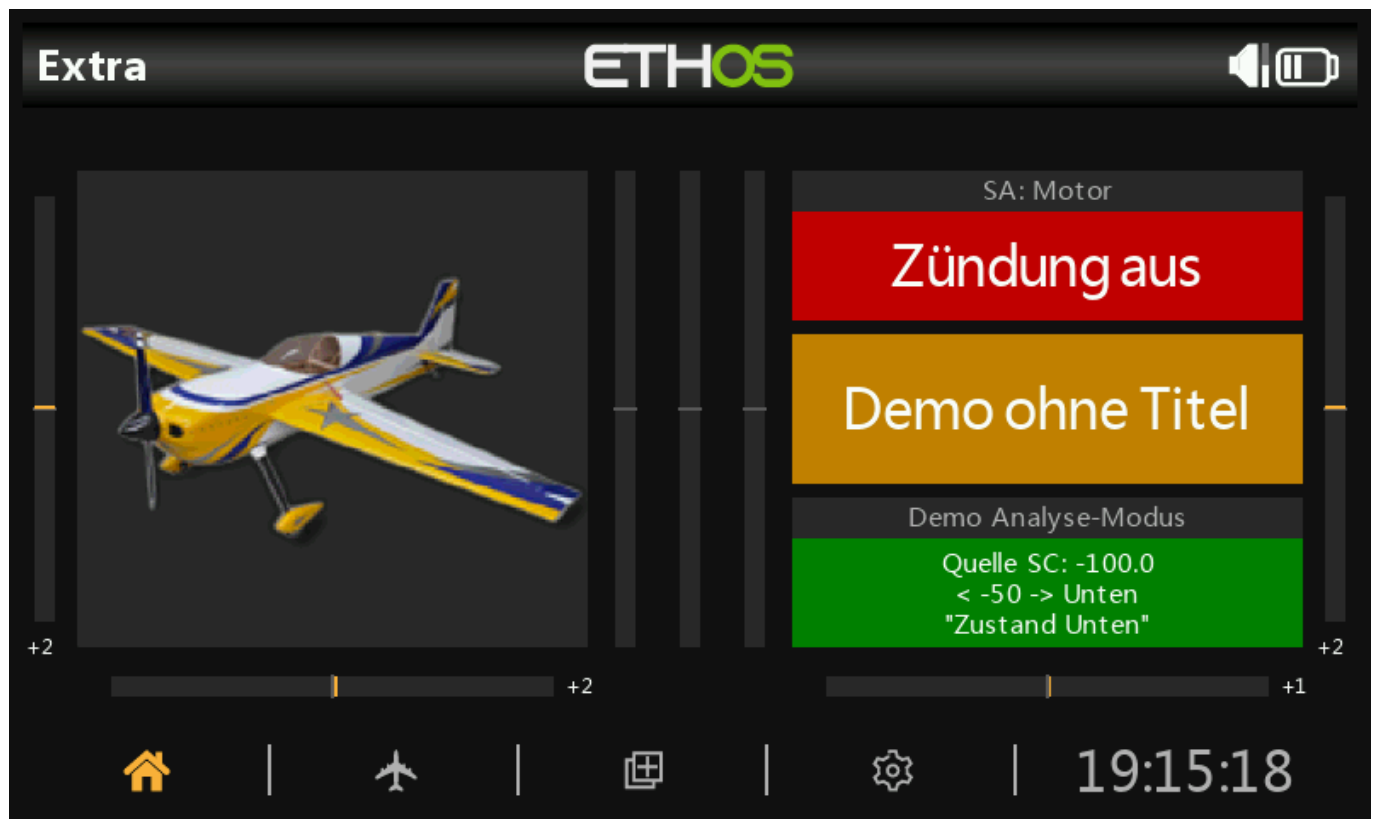 Extra
ETHOS
SA: Motor
Zündung aus
Demo ohne Titel
Demo Analyse-Modus
Quelle SC: -100.0
< -50 -> Unten
"Zustand Unten"
+2
+2
+2
+1
19:15:18